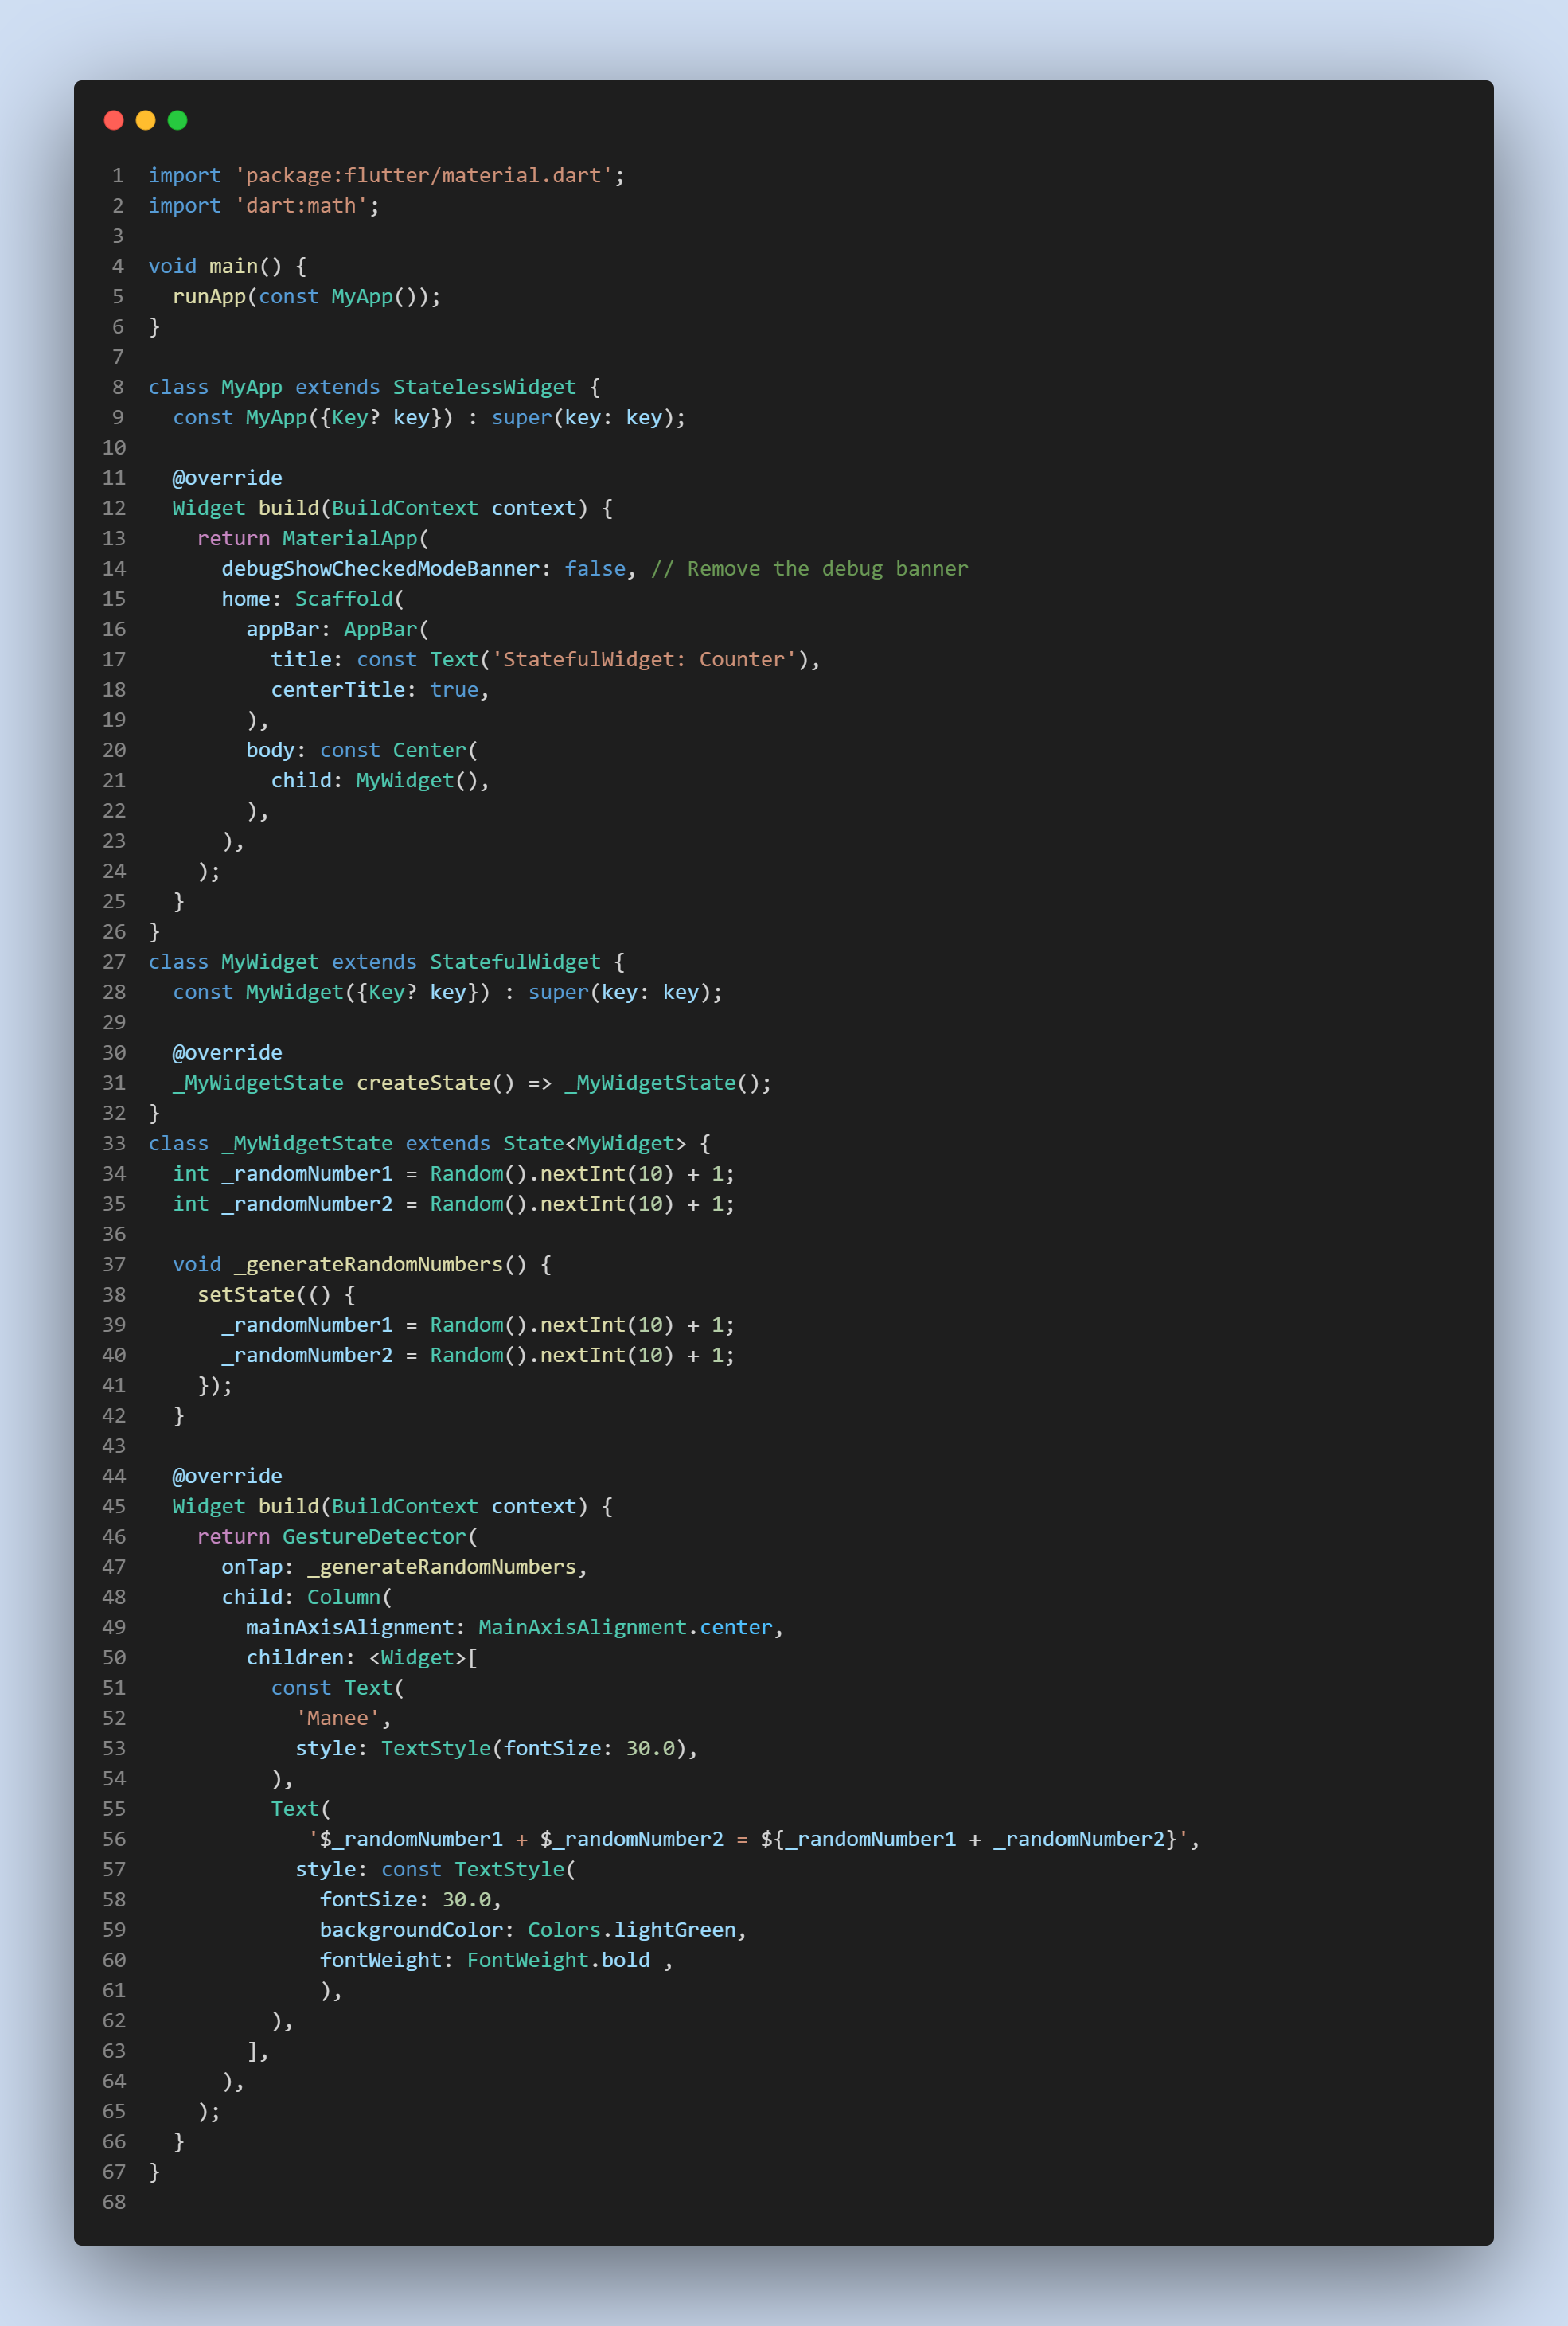 1 import 'package:flutter/material.dart';
2 import 'dart:math';
3
4 void main() {
5   runApp(const MyApp());
6 }
7
8 class MyApp extends StatelessWidget {
9   const MyApp({Key? key}) : super(key: key);
10
11   @override
12   Widget build(BuildContext context) {
13     return MaterialApp(
14       debugShowCheckedModeBanner: false, // Remove the debug banner
15       home: Scaffold(
16         appBar: AppBar(
17           title: const Text('StatefulWidget: Counter'),
18           centerTitle: true,
19         ),
20         body: const Center(
21           child: MyWidget(),
22         ),
23       ),
24     );
25   }
26 }
27 class MyWidget extends StatefulWidget {
28   const MyWidget({Key? key}) : super(key: key);
29
30   @override
31   _MyWidgetState createState() => _MyWidgetState();
32 }
33 class _MyWidgetState extends State<MyWidget> {
34   int _randomNumber1 = Random().nextInt(10) + 1;
35   int _randomNumber2 = Random().nextInt(10) + 1;
36
37   void _generateRandomNumbers() {
38     setState(() {
39       _randomNumber1 = Random().nextInt(10) + 1;
40       _randomNumber2 = Random().nextInt(10) + 1;
41     });
42   }
43
44   @override
45   Widget build(BuildContext context) {
46     return GestureDetector(
47       onTap: _generateRandomNumbers,
48       child: Column(
49         mainAxisAlignment: MainAxisAlignment.center,
50         children: <Widget>[
51           const Text(
52             'Manee',
53             style: TextStyle(fontSize: 30.0),
54           ),
55           Text(
56              '$_randomNumber1 + $_randomNumber2 = ${_randomNumber1 + _randomNumber2}',
57             style: const TextStyle(
58               fontSize: 30.0,
59               backgroundColor: Colors.lightGreen,
60               fontWeight: FontWeight.bold ,
61               ),
62           ),
63         ],
64       ),
65     );
66   }
67 }
68